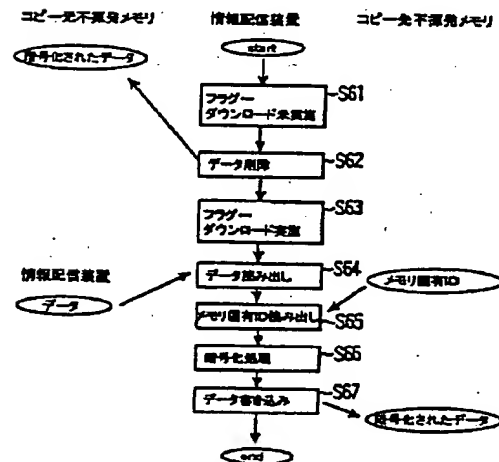 コピー元不揮発メモリ
情報配信装置
コピー先不揮発メモリ
start
暗号化されたデータ
フラグー
ダウンロード未実施
S61
データ削除
S62
フラグー
ダウンロード実施
S63
データ読み出し
S64
情報配信装置
データ
メモリ固有ID
メモリ固有ID読み出し
S65
暗号化処理
S66
データ書き込み
S67
暗号化されたデータ
end